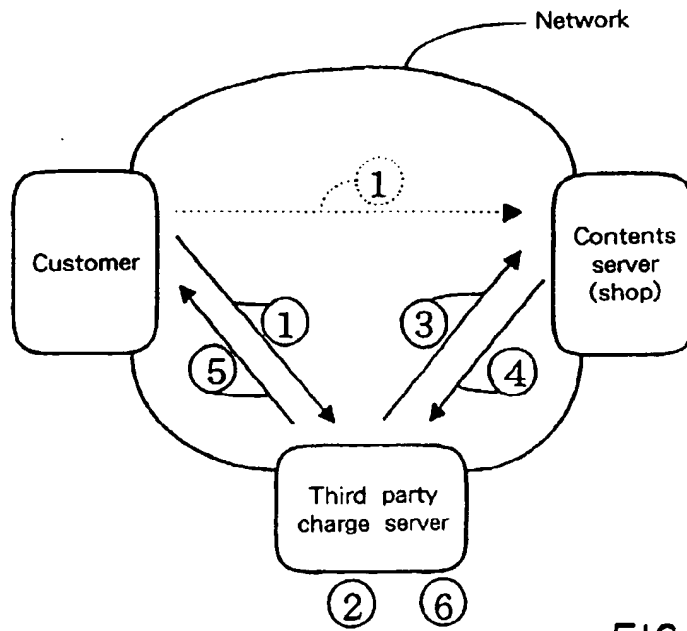 Network
①
Customer
Contents
server
(shop)
①
③
⑤
④
Third party
charge server
② ⑥